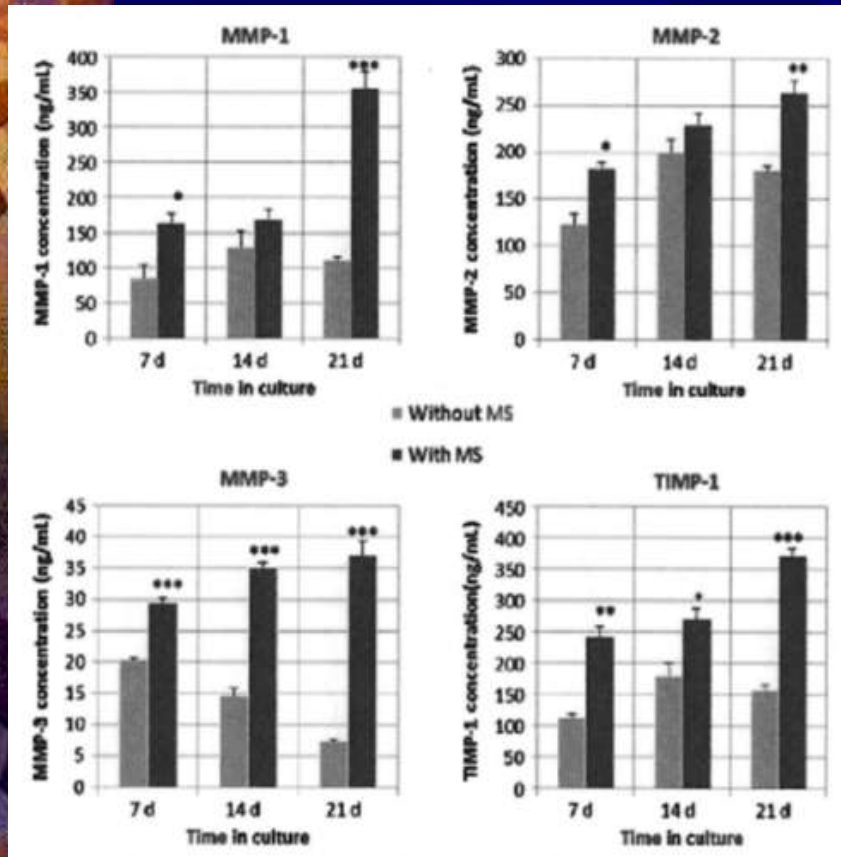 MMP-1
MMP-1 concentration (ng/mL)
400
350
300
250
200
150
100
50
0
***
*
7 d 14 d 21 d
Time in culture
MMP-2
MMP-2 concentration (ng/mL)
300
250
200
150
100
50
0
**
*
7 d 14 d 21 d
Time in culture
Without MS
With MS
MMP-3
MMP-3 concentration (ng/mL)
45
40
35
30
25
20
15
10
5
0
*** *** ***
7 d 14 d 21 d
Time in culture
TIMP-1
TIMP-1 concentration(ng/mL)
450
400
350
300
250
200
150
100
50
0
** * ***
7 d 14 d 21 d
Time in culture